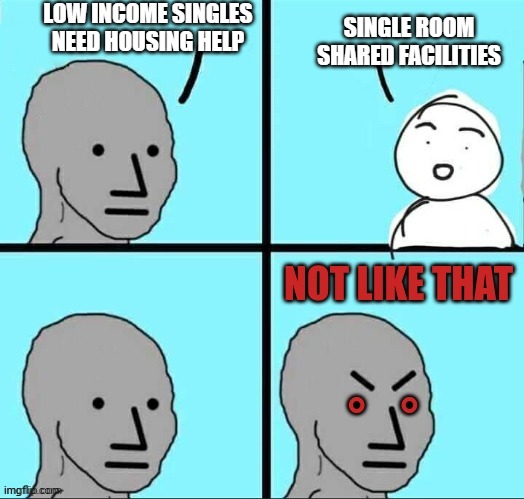 LOW INCOME SINGLES
NEED HOUSING HELP
SINGLE ROOM
SHARED FACILITIES
NOT LIKE THAT
imgflip.com